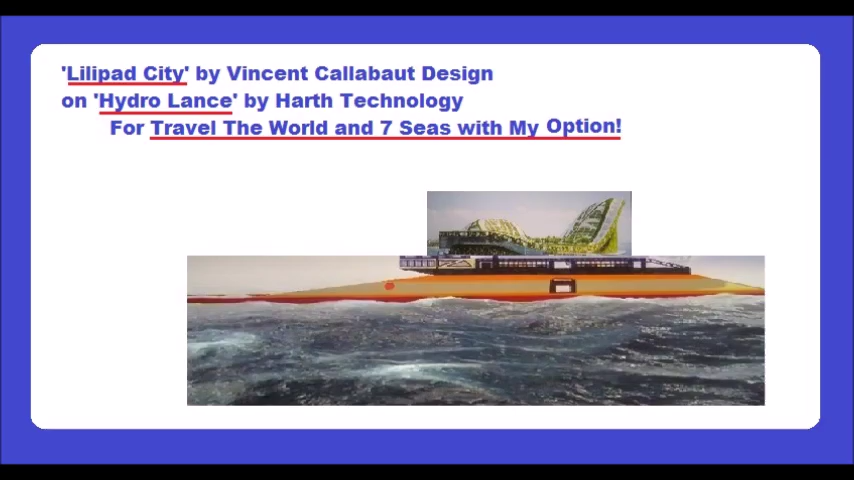 'Lilipad City' by Vincent Callabaut Design
on 'Hydro Lance' by Harth Technology
For Travel The World and 7 Seas with My Option!